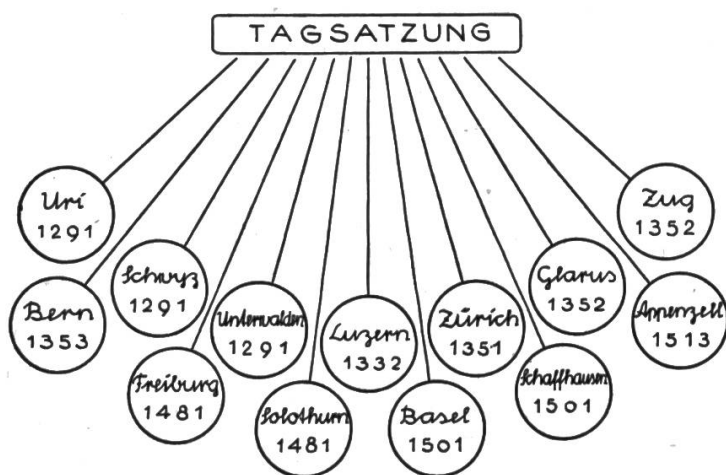 TAGSATZUNG
Uri
1291
Zug
1352
Schwyz
1291
Glarus
1352
Bern
1353
Unterwalden
1291
Luzern
1332
Zürich
1351
Appenzell
1513
Freiburg
1481
Schaffhausen
1501
Solothurn
1481
Basel
1501